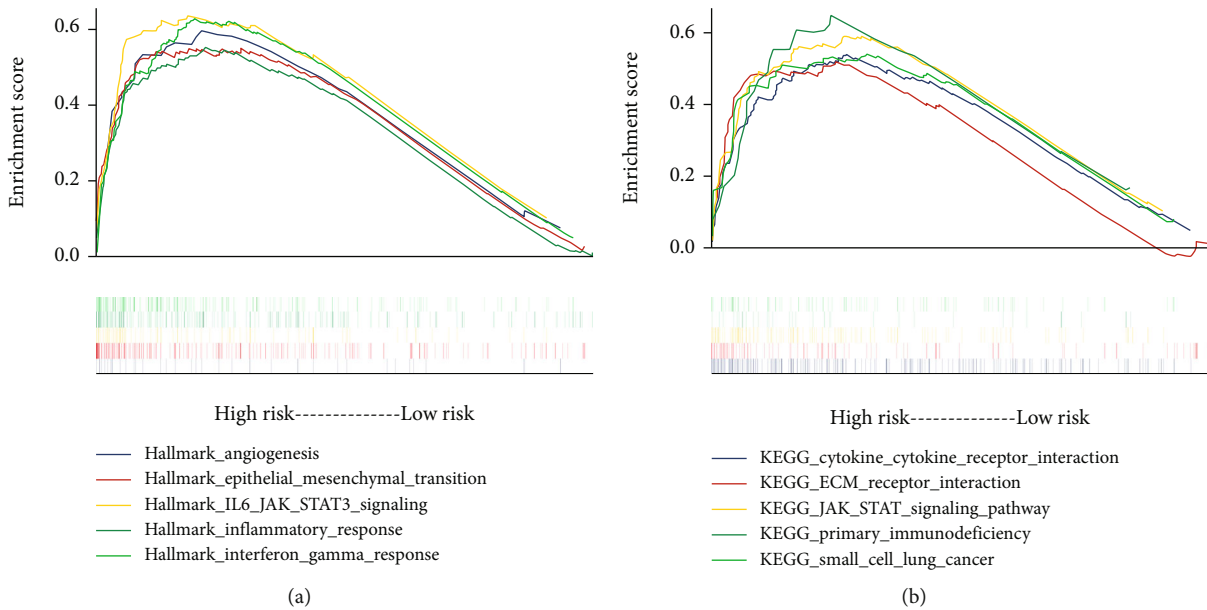 Enrichment score
0.6
0.4
0.2
0.0
High risk--------------Low risk
Hallmark_angiogenesis
Hallmark_epithelial_mesenchymal_transition
Hallmark_IL6_JAK_STAT3_signaling
Hallmark_inflammatory_response
Hallmark_interferon_gamma_response
(a)
Enrichment score
0.6
0.4
0.2
0.0
High risk--------------Low risk
KEGG_cytokine_cytokine_receptor_interaction
KEGG_ECM_receptor_interaction
KEGG_JAK_STAT_signaling_pathway
KEGG_primary_immunodeficiency
KEGG_small_cell_lung_cancer
(b)